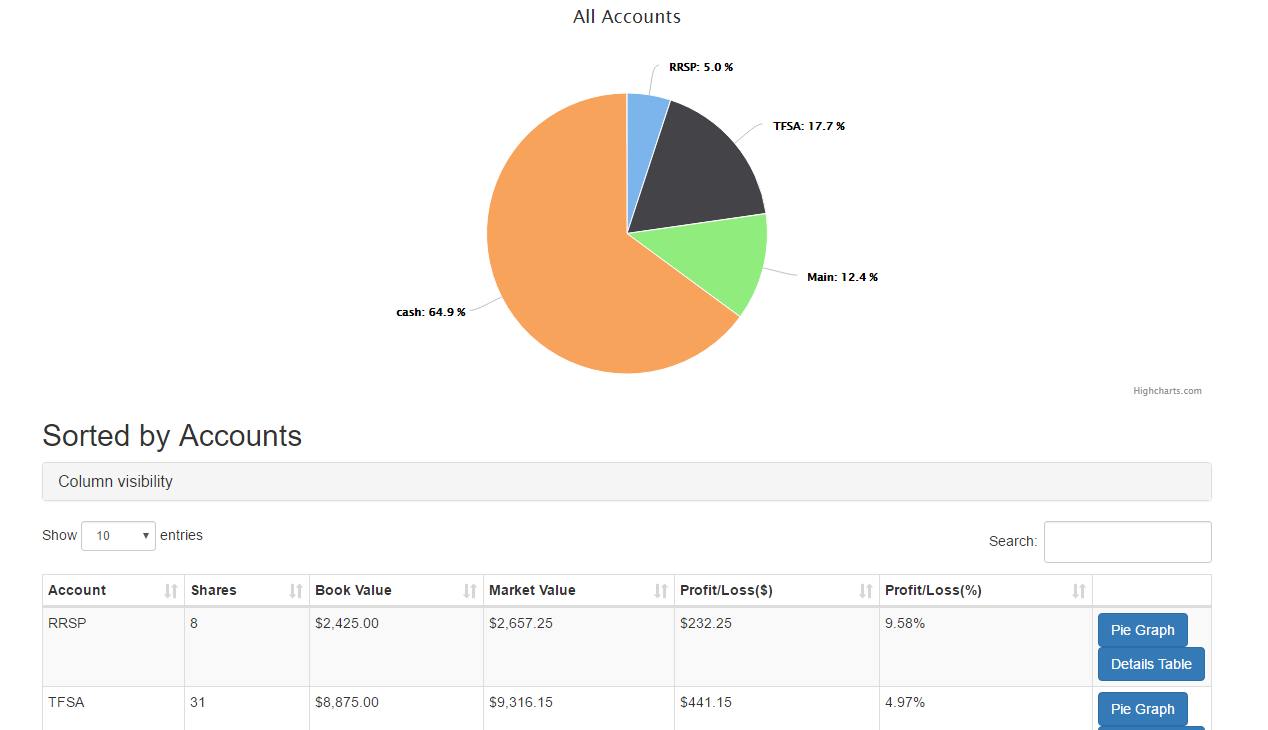 All Accounts
RRSP: 5.0 %
TFSA: 17.7 %
Main: 12.4 %
cash: 64.9 %
Highcharts.com
Sorted by Accounts
Column visibility
Show 10 entries
Search:
Account Shares Book Value Market Value Profit/Loss($) Profit/Loss(%)
RRSP 8 $2,425.00 $2,657.25 $232.25 9.58% Pie Graph
Details Table
TFSA 31 $8,875.00 $9,316.15 $441.15 4.97% Pie Graph